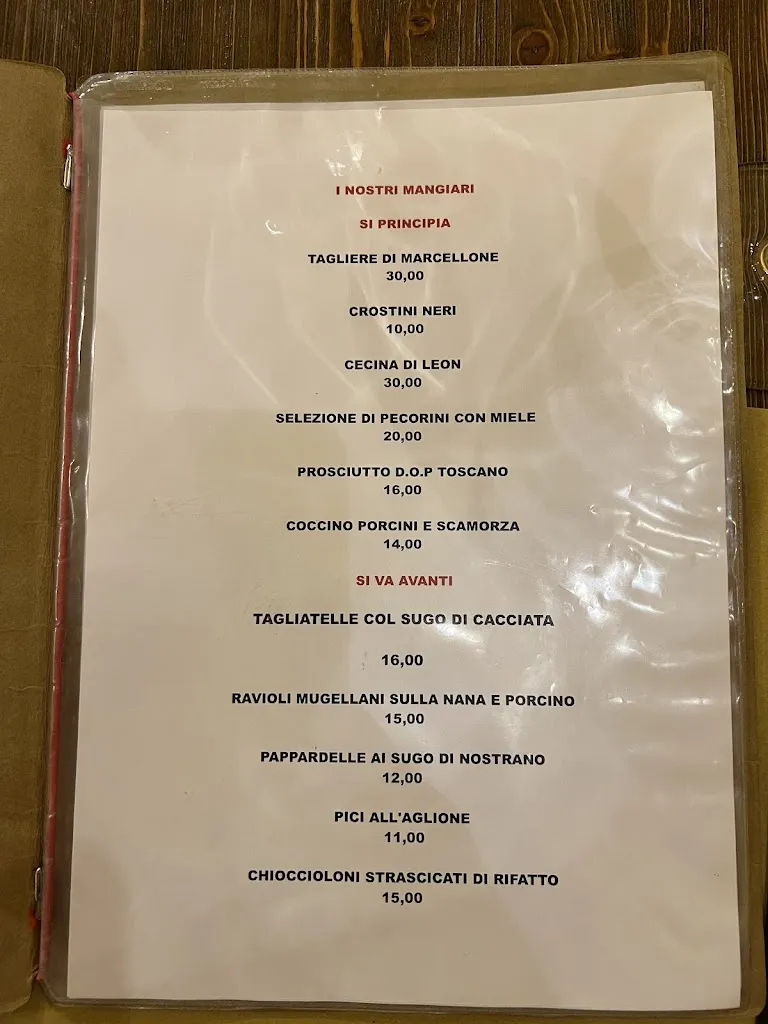 I NOSTRI MANGIARI
SI PRINCIPIA
TAGLIERE DI MARCELLONE
30,00
CROSTINI NERI
10,00
CECINA DI LEON
30,00
SELEZIONE DI PECORINI CON MIELE
20,00
PROSCIUTTO D.O.P TOSCANO
16,00
COCCINO PORCINI E SCAMORZA
14,00
SI VA AVANTI
TAGLIATELLE COL SUGO DI CACCIATA
16,00
RAVIOLI MUGELLANI SULLA NANA E PORCINO
15,00
PAPPARDELLE AI SUGO DI NOSTRANO
12,00
PICI ALL'AGLIONE
11,00
CHIOCCIOLONI STRASCICATI DI RIFATTO
15,00